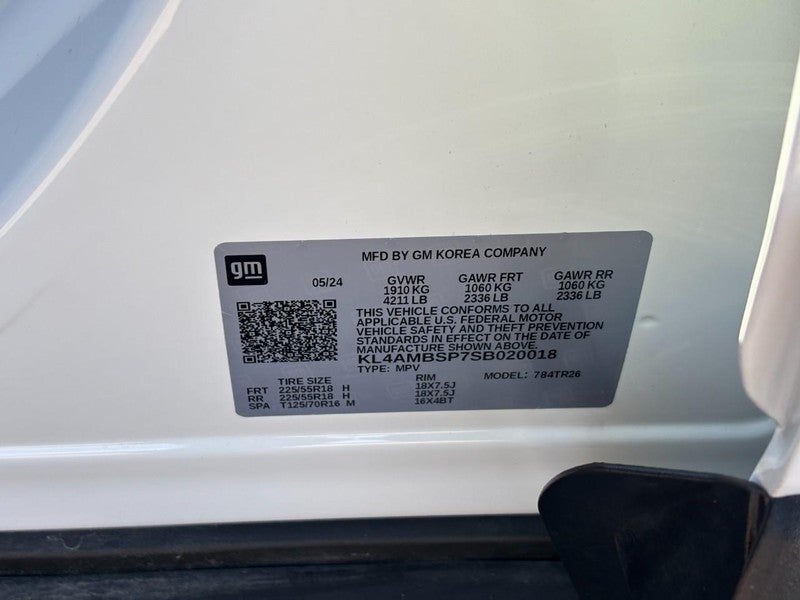 gm
MFD BY GM KOREA COMPANY
05/24 GVWR GAWR FRT GAWR RR
1910 KG 1060 KG 1060 KG
4211 LB 2336 LB 2336 LB
THIS VEHICLE CONFORMS TO ALL
APPLICABLE U.S. FEDERAL MOTOR
VEHICLE SAFETY AND THEFT PREVENTION
STANDARDS IN EFFECT ON THE DATE OF
MANUFACTURE SHOWN ABOVE.
KL4AMBSP7SB020018
TYPE: MPV MODEL: 784TR26
TIRE SIZE RIM
FRT 225/55R18 H 18X7.5J
RR 225/55R18 H 18X7.5J
SPA T125/70R16 M 16X4BT